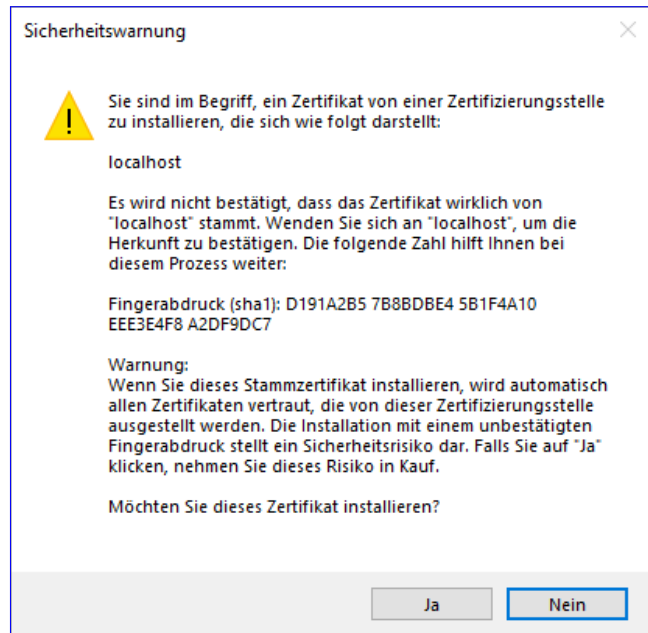 Sicherheitswarnung
Sie sind im Begriff, ein Zertifikat von einer Zertifizierungsstelle
zu installieren, die sich wie folgt darstellt:
localhost
Es wird nicht bestätigt, dass das Zertifikat wirklich von
"localhost" stammt. Wenden Sie sich an "localhost", um die
Herkunft zu bestätigen. Die folgende Zahl hilft Ihnen bei
diesem Prozess weiter:
Fingerabdruck (sha1): D191A2B5 7B8BDBE4 5B1F4A10
EEE3E4F8 A2DF9DC7
Warnung:
Wenn Sie dieses Stammzertifikat installieren, wird automatisch
allen Zertifikaten vertraut, die von dieser Zertifizierungsstelle
ausgestellt werden. Die Installation mit einem unbestätigten
Fingerabdruck stellt ein Sicherheitsrisiko dar. Falls Sie auf "Ja"
klicken, nehmen Sie dieses Risiko in Kauf.
Möchten Sie dieses Zertifikat installieren?
Ja Nein